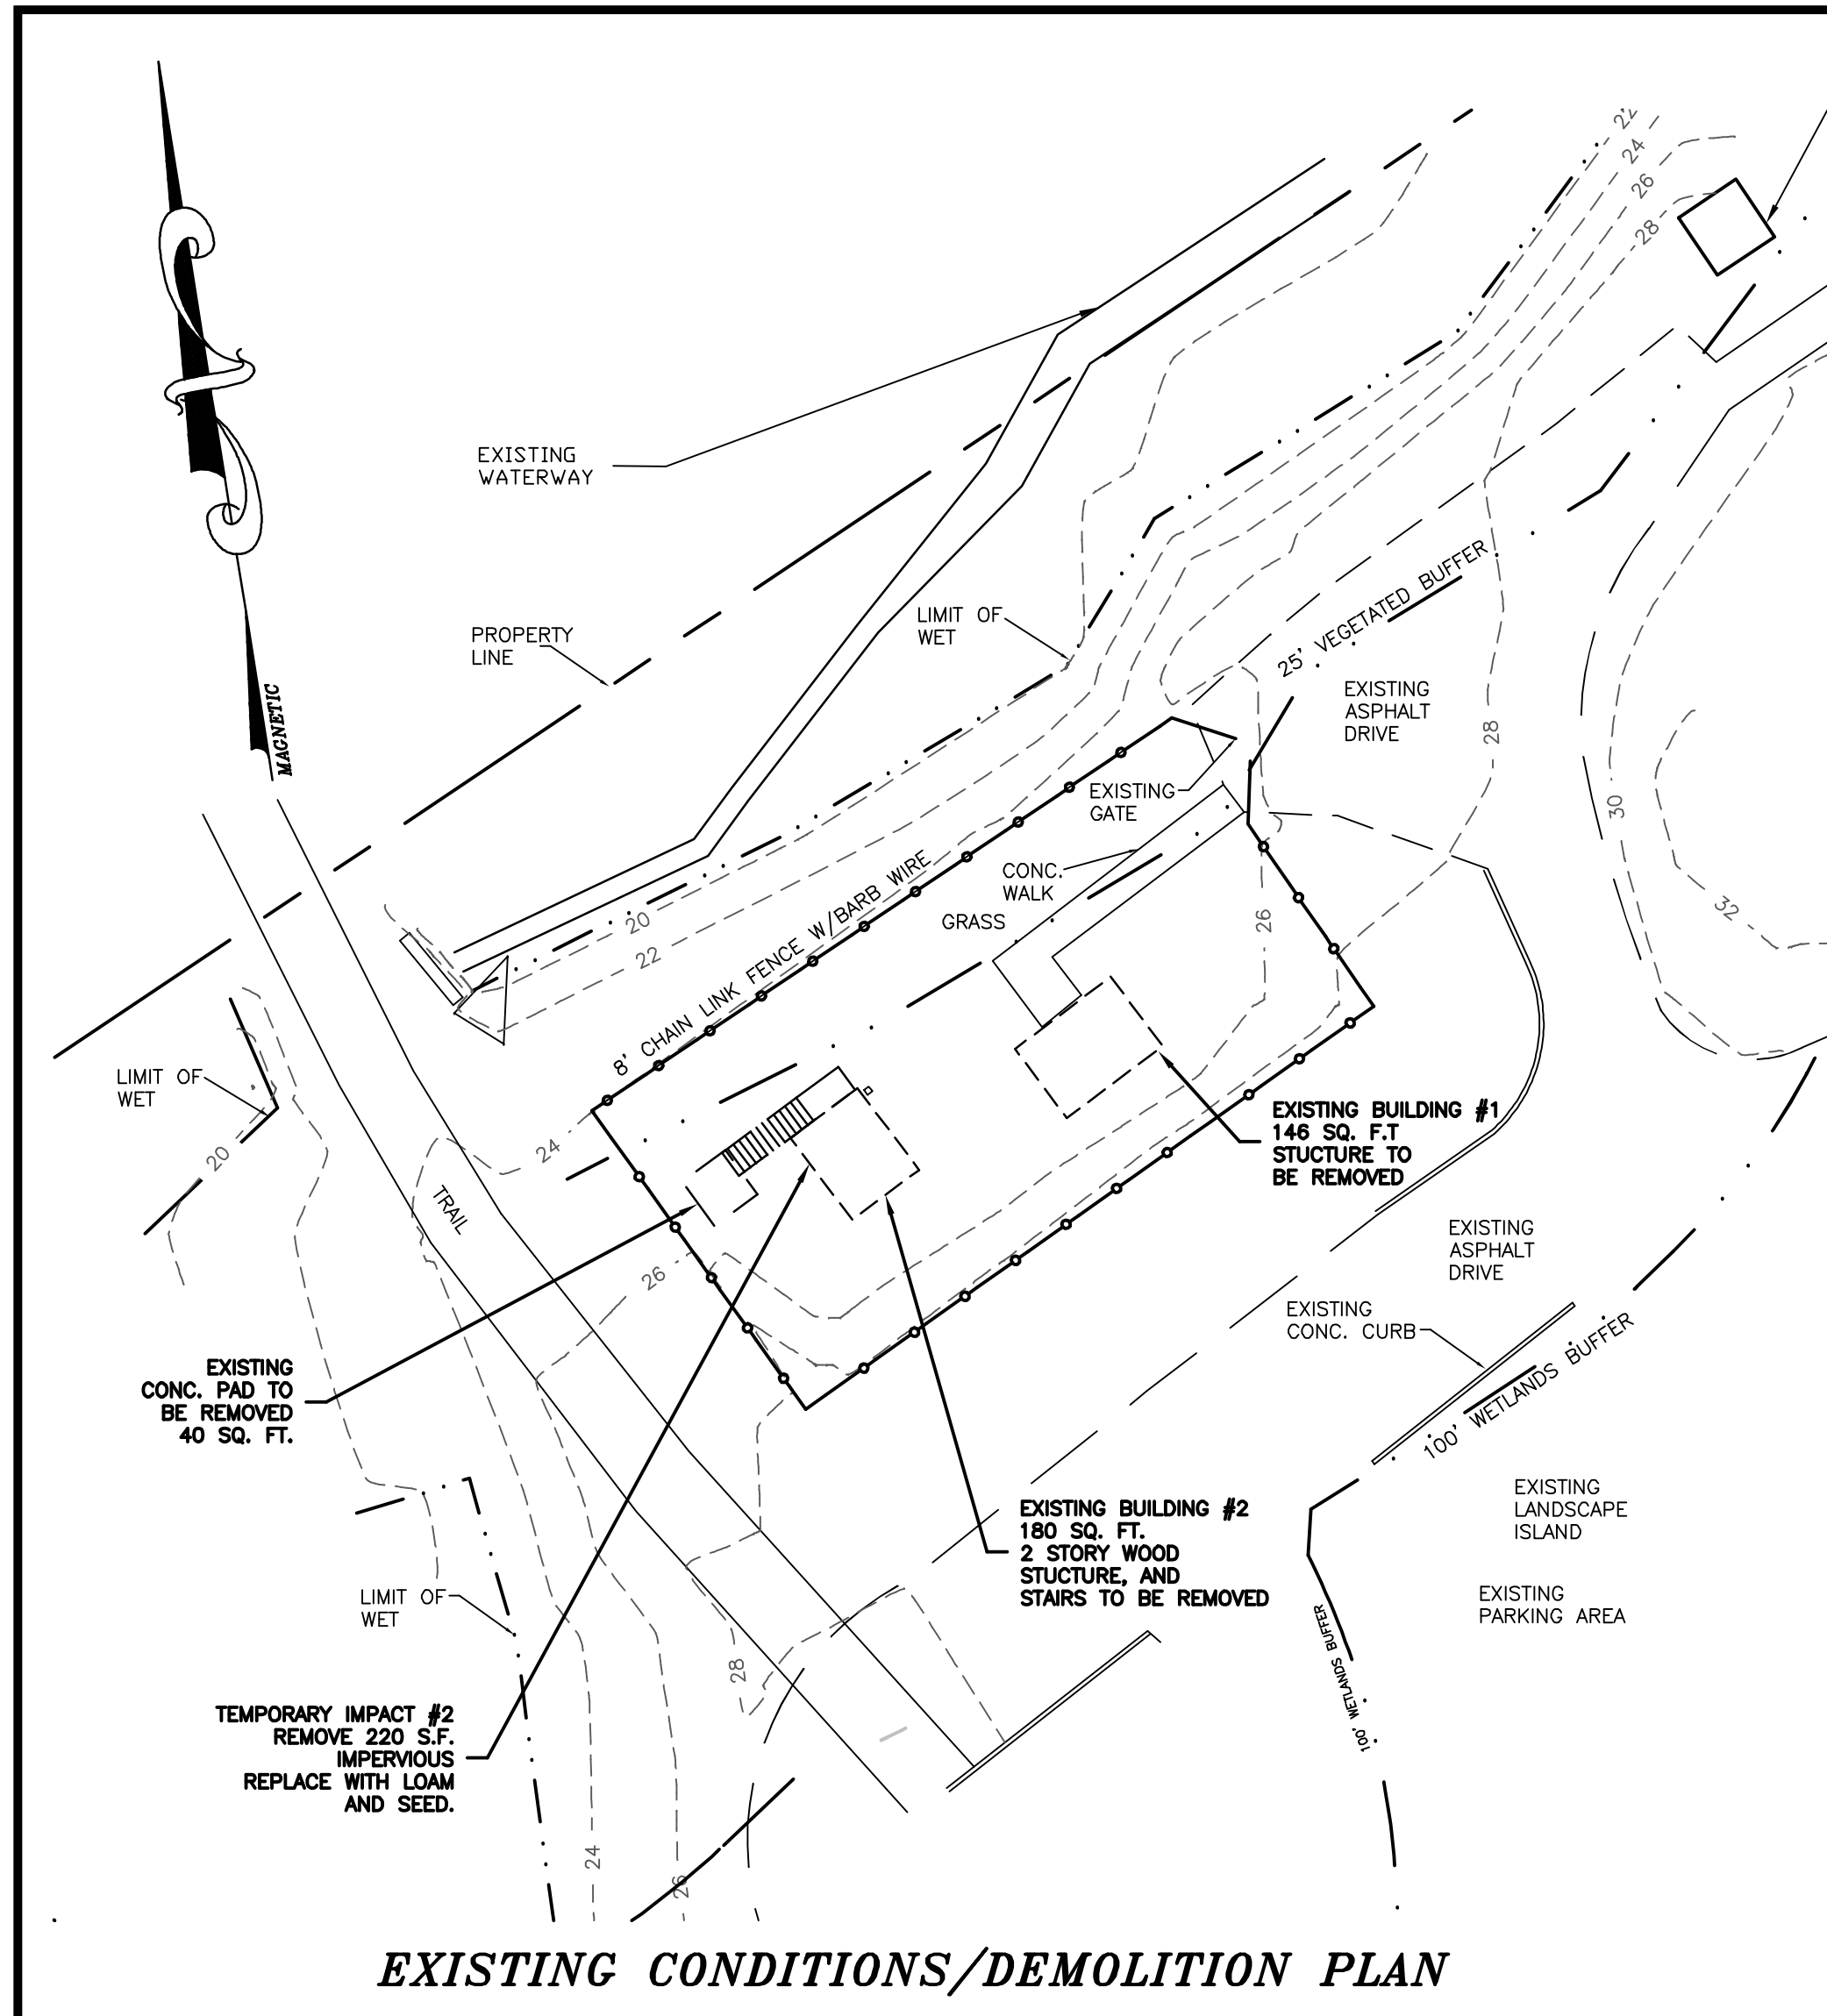 22
24
26
28
EXISTING
WATERWAY
PROPERTY
LINE
LIMIT OF
WET
25' VEGETATED BUFFER
MAGNETIC
EXISTING
ASPHALT
DRIVE
28
30
32
EXISTING
GATE
CONC.
WALK
GRASS
26
8' CHAIN LINK FENCE W/BARB WIRE
20
22
LIMIT OF
WET
20
24
TRAIL
26
EXISTING BUILDING #1
146 SQ. F.T
STUCTURE TO
BE REMOVED
EXISTING
ASPHALT
DRIVE
EXISTING
CONC. CURB
100' WETLANDS BUFFER
EXISTING
CONC. PAD TO
BE REMOVED
40 SQ. FT.
EXISTING BUILDING #2
180 SQ. FT.
2 STORY WOOD
STUCTURE, AND
STAIRS TO BE REMOVED
EXISTING
LANDSCAPE
ISLAND
EXISTING
PARKING AREA
LIMIT OF
WET
28
100' WETLANDS BUFFER
TEMPORARY IMPACT #2
REMOVE 220 S.F.
IMPERVIOUS
REPLACE WITH LOAM
AND SEED.
24
26
EXISTING CONDITIONS/DEMOLITION PLAN